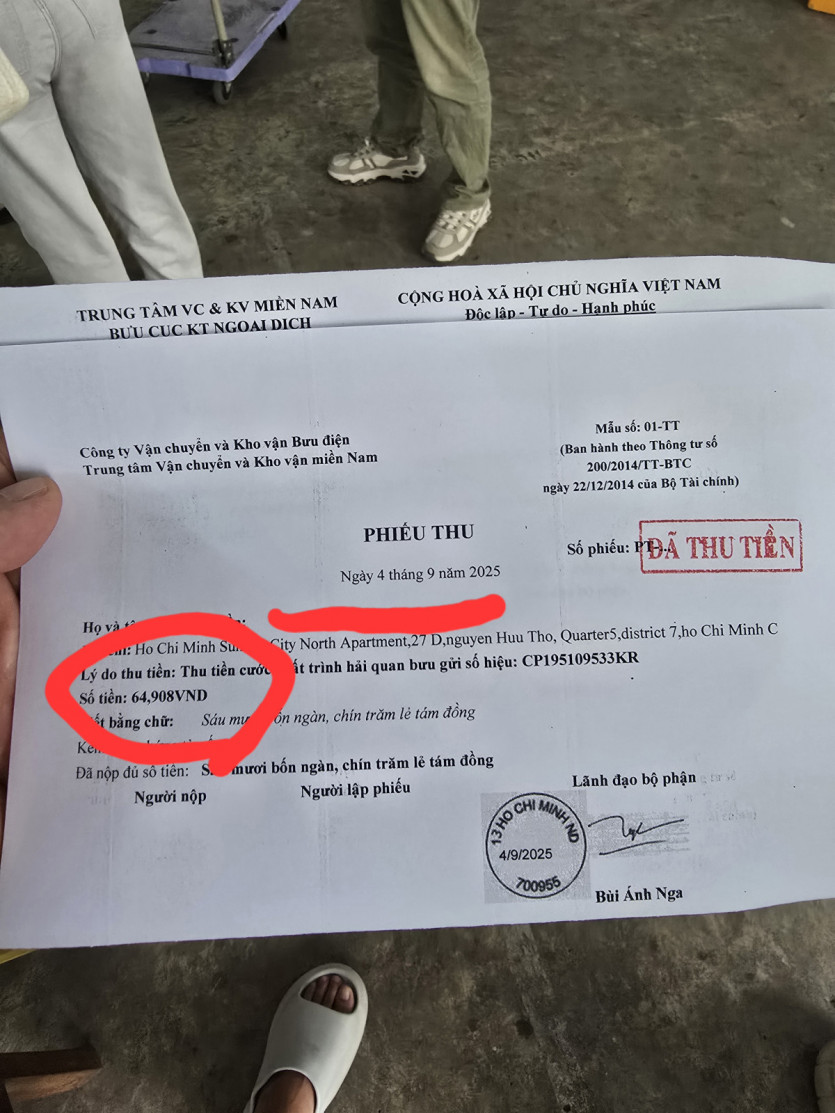 TRUNG TÂM VC & KV MIỀN NAM
BƯU CỤC KT NGOẠI DỊCH
CỘNG HOÀ XÃ HỘI CHỦ NGHĨA VIỆT NAM
Độc lập - Tự do - Hạnh phúc
Công ty Vận chuyển và Kho vận Bưu điện
Trung tâm Vận chuyển và Kho vận miền Nam
Mẫu số: 01-TT
(Ban hành theo Thông tư số
200/2014/TT-BTC
ngày 22/12/2014 của Bộ Tài chính)
PHIẾU THU
Số phiếu: PT
ĐÃ THU TIỀN
Ngày 4 tháng 9 năm 2025
Họ và
Ho Chi Minh City North Apartment,27 D,nguyen Huu Tho, Quarter5,district 7,ho Chi Minh C
Lý do thu tiền: Thu tiền cước trình hải quan bưu gửi số hiệu: CP195109533KR
Số tiền: 64,908VND
bằng chữ: Sáu ngàn, chín trăm lẻ tám đồng
Đã nộp đủ số tiền: mươi bốn ngàn, chín trăm lẻ tám đồng
Người nộp
Người lập phiếu
Lãnh đạo bộ phận
13 HO CHI MINH ND
4/9/2025
700955
Bùi Ánh Nga